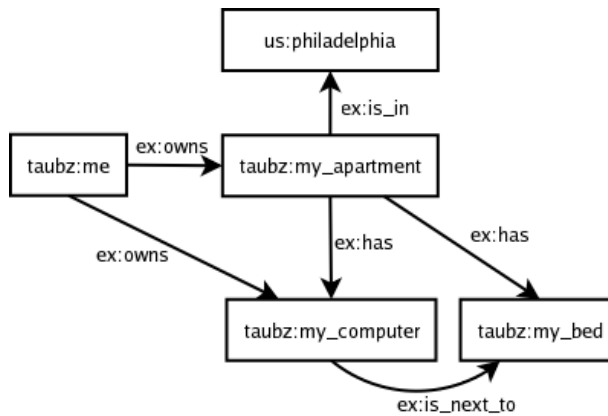 us:philadelphia
ex:is_in
ex:owns
taubz:me
taubz:my_apartment
ex:owns
ex:has
ex:has
taubz:my_computer
taubz:my_bed
ex:is_next_to